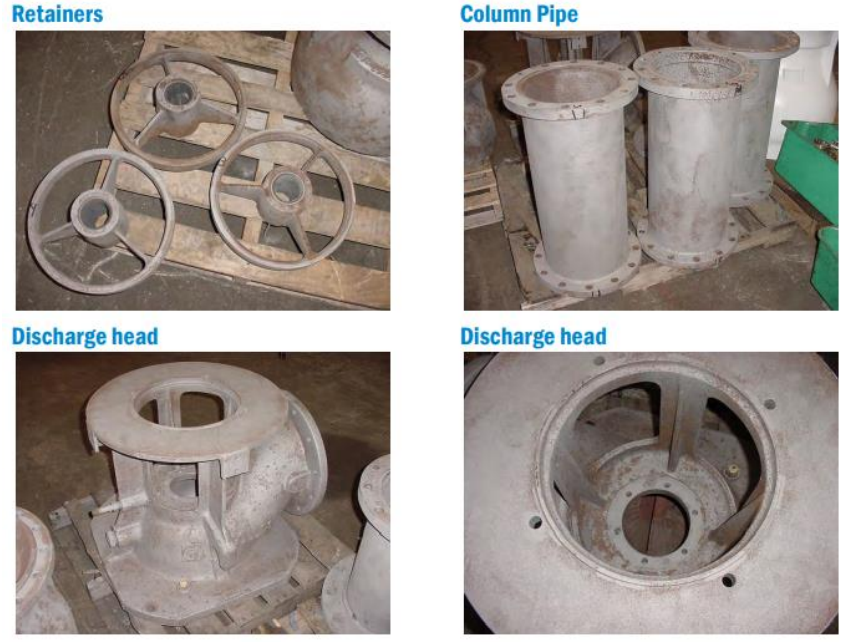 Retainers
Column Pipe
Discharge head
Discharge head